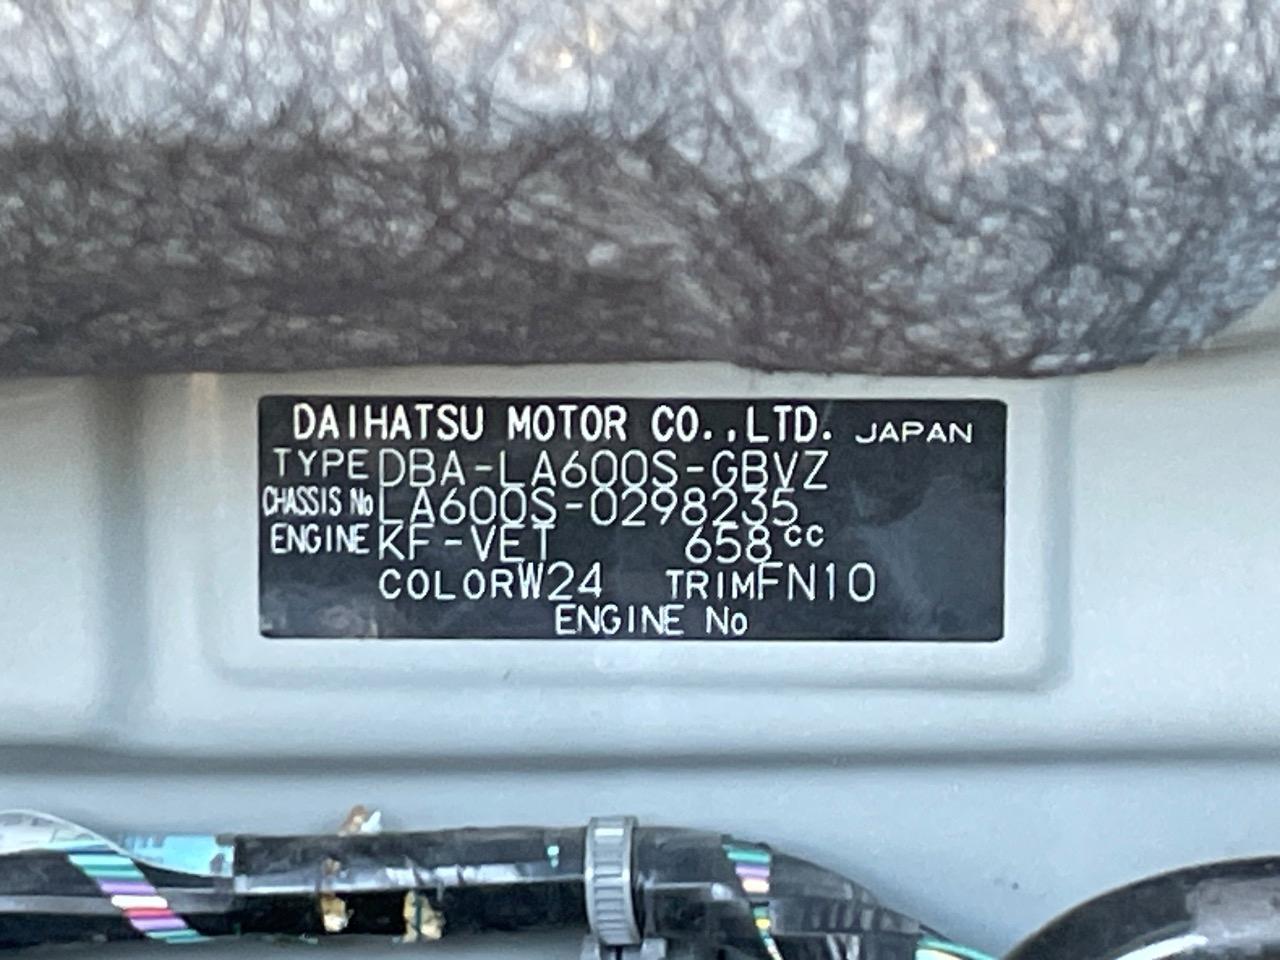 DAIHATSU MOTOR CO.,LTD. JAPAN
TYPE DBA-LA600S-GBVZ
CHASSIS No LA600S-0298235
ENGINE KF-VET 658cc
COLOR W24 TRIM FN10
ENGINE No